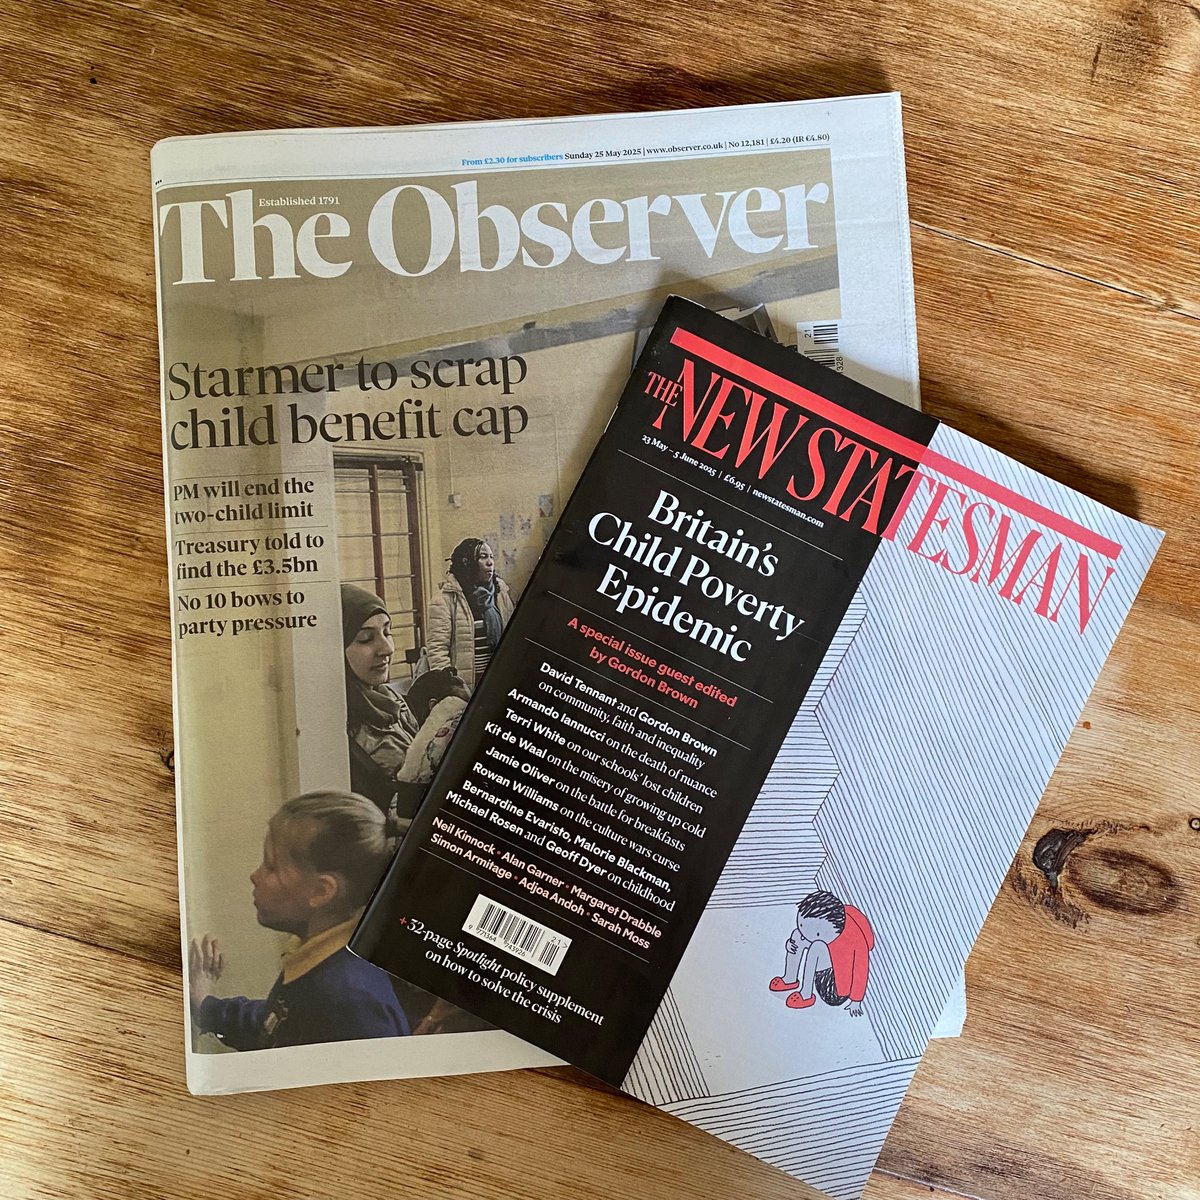 From £2.30 for subscribers Sunday 25 May 2025 | www.observer.co.uk | No 12,181 | £4.20 (IR €4.80)
Established 1791
The Observer
Starmer to scrap
child benefit cap
PM will end the
two-child limit
Treasury told to
find the £3.5bn
No 10 bows to
party pressure
21
328
THE NEW STATESMAN
23 May – 5 June 2025 | £6.95 | newstatesman.com
Britain's
Child Poverty
Epidemic
A special issue guest edited
by Gordon Brown
David Tennant and Gordon Brown
on community, faith and inequality
Armando Iannucci on the death of nuance
Terri White on our schools' lost children
Kit de Waal on the misery of growing up cold
Jamie Oliver on the battle for breakfasts
Rowan Williams on the culture wars curse
Bernardine Evaristo, Malorie Blackman,
Michael Rosen and Geoff Dyer on childhood
Neil Kinnock • Alan Garner • Margaret Drabble
Simon Armitage • Adjoa Andoh • Sarah Moss
21>
9 771364 743226
+ 32-page Spotlight policy supplement
on how to solve the crisis